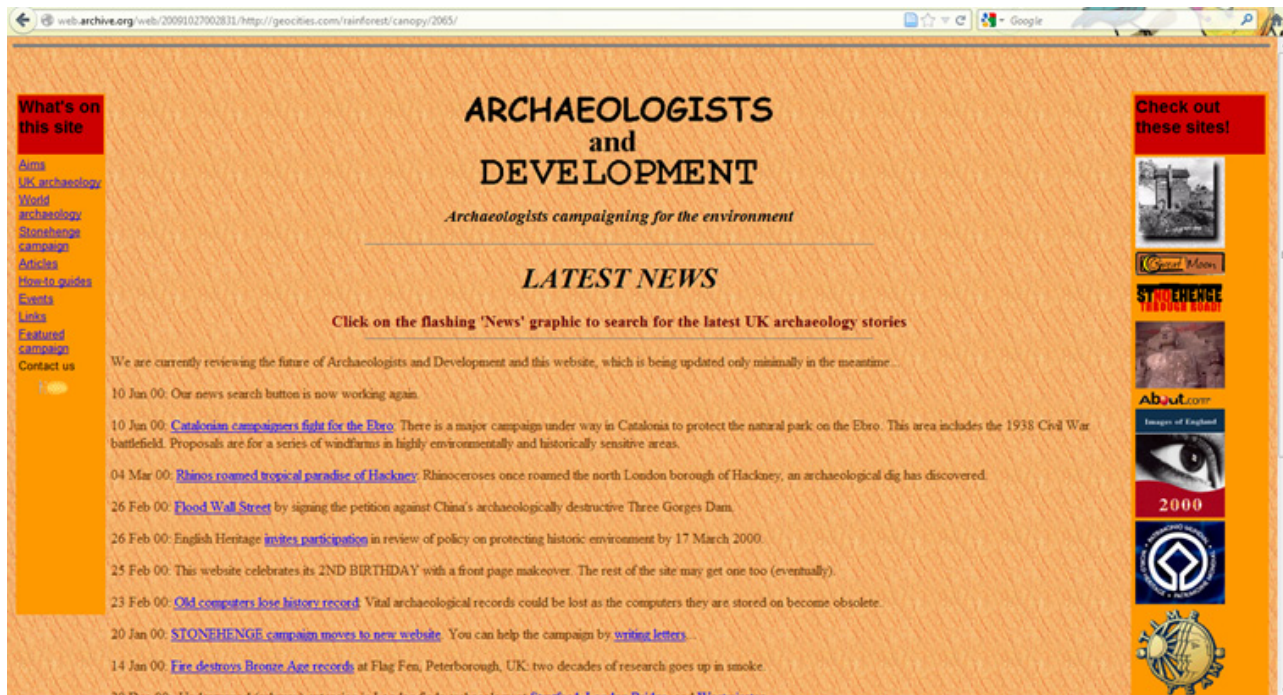 web.archive.org/web/20091027002831/http://geocities.com/rainforest/canopy/2065/
Google
What's on
this site
Aims
UK archaeology
World
archaeology
Stonehenge
campaign
Articles
How-to guides
Events
Links
Featured
campaign
Contact us
ARCHAEOLOGISTS
and
DEVELOPMENT
Archaeologists campaigning for the environment
LATEST NEWS
Click on the flashing 'News' graphic to search for the latest UK archaeology stories
We are currently reviewing the future of Archaeologists and Development and this website, which is being updated only minimally in the meantime...
10 Jun 00: Our news search button is now working again.
10 Jun 00: Catalonian campaigners fight for the Ebro: There is a major campaign under way in Catalonia to protect the natural park on the Ebro. This area includes the 1938 Civil War
battlefield. Proposals are for a series of windfarms in highly environmentally and historically sensitive areas.
04 Mar 00: Rhinos roamed tropical paradise of Hackney: Rhinoceroses once roamed the north London borough of Hackney, an archaeological dig has discovered.
26 Feb 00: Flood Wall Street by signing the petition against China's archaeologically destructive Three Gorges Dam.
26 Feb 00: English Heritage invites participation in review of policy on protecting historic environment by 17 March 2000.
25 Feb 00: This website celebrates its 2ND BIRTHDAY with a front page makeover. The rest of the site may get one too (eventually).
23 Feb 00: Old computers lose history record: Vital archaeological records could be lost as the computers they are stored on become obsolete.
20 Jan 00: STONEHENGE campaign moves to new website. You can help the campaign by writing letters...
14 Jan 00: Fire destroys Bronze Age records at Flag Fen, Peterborough, UK: two decades of research goes up in smoke.
Check out
these sites!
Great Moon
STNOEHENGE
THROUGH ROAD!
About.com
Images of England
2000
TIME TEAM